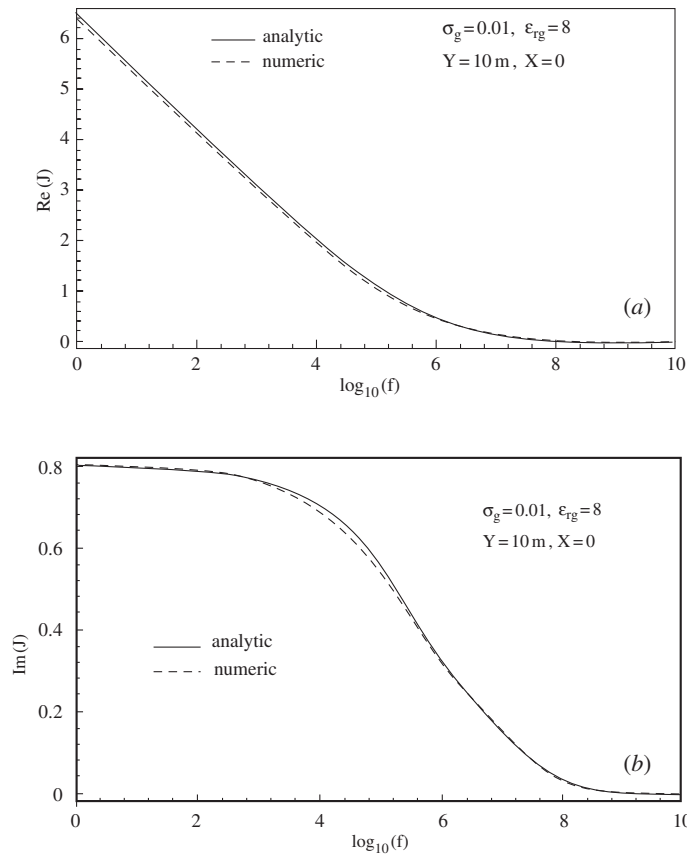 6
5
4
3
2
1
0
Re (J)
analytic
numeric
σg=0.01, εrg=8
Y=10 m, X=0
(a)
0 2 4 6 8 10
log10(f)
0.8
0.6
0.4
0.2
0
Im (J)
σg=0.01, εrg=8
Y=10 m, X=0
analytic
numeric
(b)
0 2 4 6 8 10
log10(f)